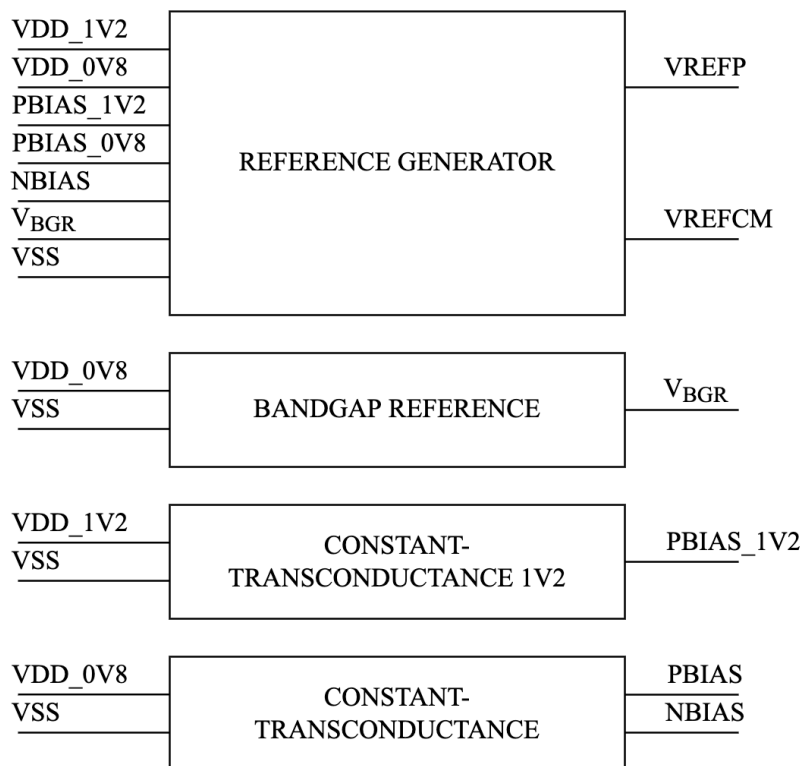 VDD_1V2
VDD_0V8
PBIAS_1V2
PBIAS_0V8
NBIAS
VBGR
VSS
REFERENCE GENERATOR
VREFP
VREFCM
VDD_0V8
VSS
BANDGAP REFERENCE
VBGR
VDD_1V2
VSS
CONSTANT-
TRANSCONDUCTANCE 1V2
PBIAS_1V2
VDD_0V8
VSS
CONSTANT-
TRANSCONDUCTANCE
PBIAS
NBIAS